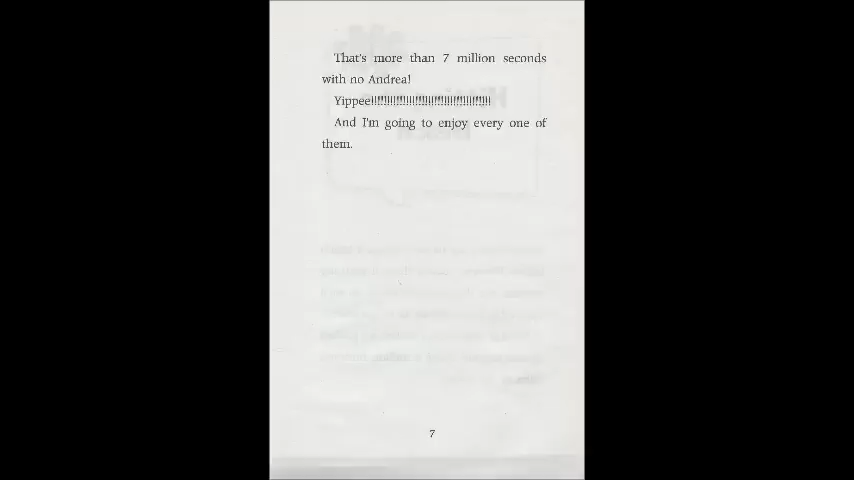 That's more than 7 million seconds
with no Andrea!
Yippee!!!!!!!!!!!!!!!!!!!!!!!!!!!!!!!!!!!!!!
And I'm going to enjoy every one of
them.
7